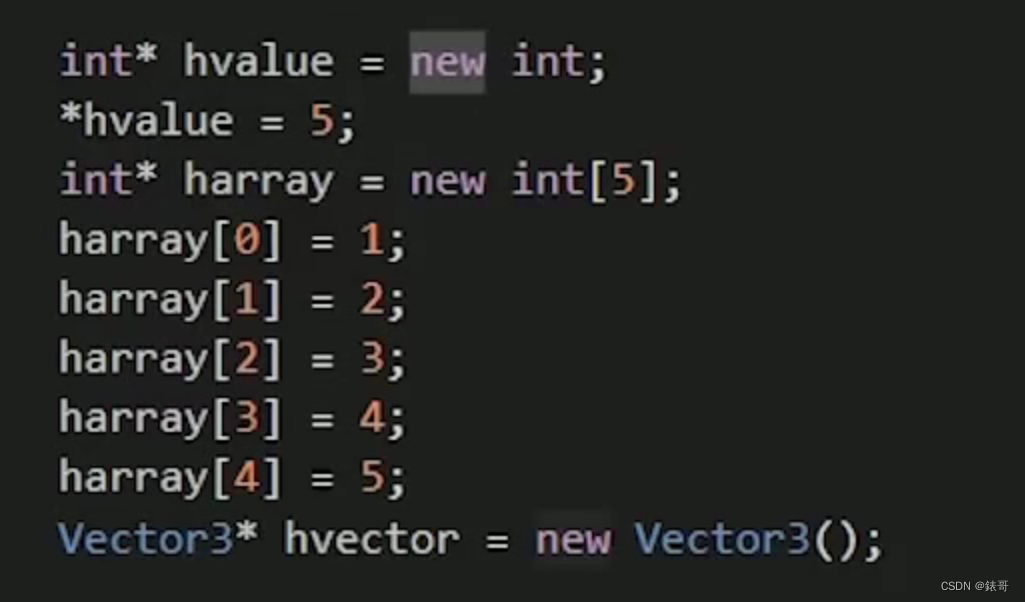 int* hvalue = new int;
*hvalue = 5;
int* harray = new int[5];
harray[0] = 1;
harray[1] = 2;
harray[2] = 3;
harray[3] = 4;
harray[4] = 5;
Vector3* hvector = new Vector3();
CSDN @錶哥